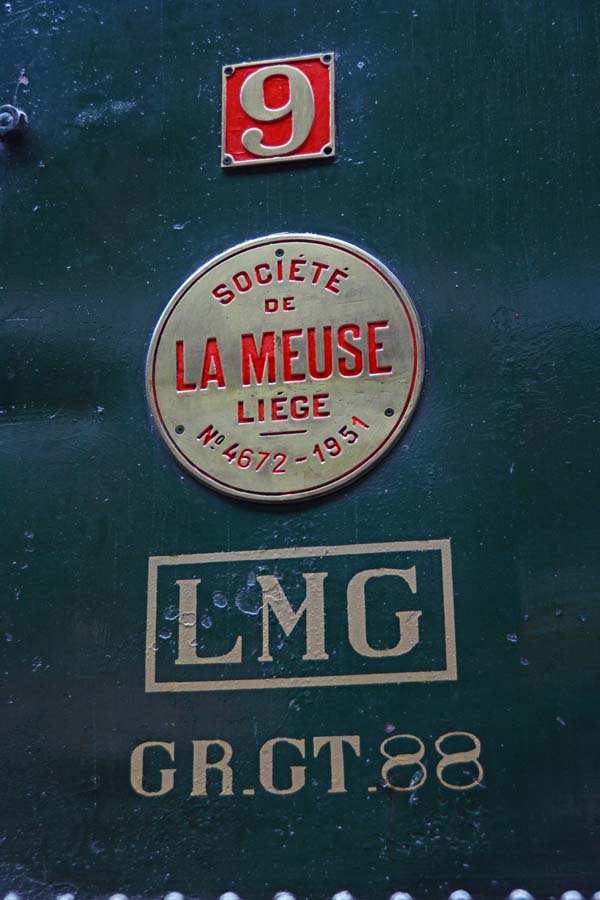 9
SOCIÉTÉ
DE
LA MEUSE
LIÉGE
Nº 4672 - 1951
LMG
GR.GT.88